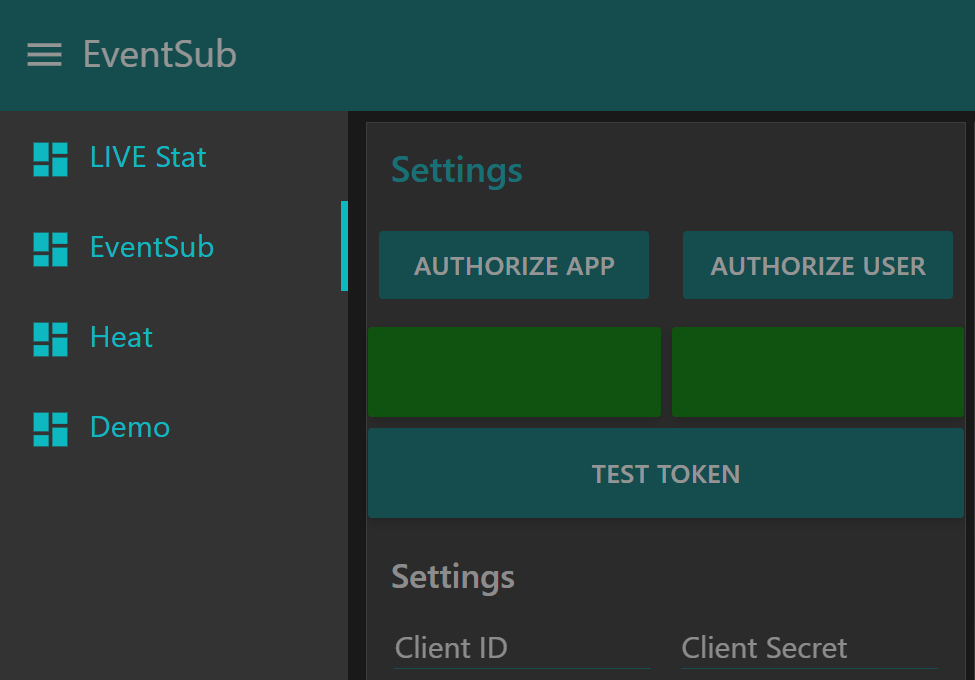 EventSub
LIVE Stat
EventSub
Heat
Demo
Settings
AUTHORIZE APP
AUTHORIZE USER
TEST TOKEN
Settings
Client ID
Client Secret